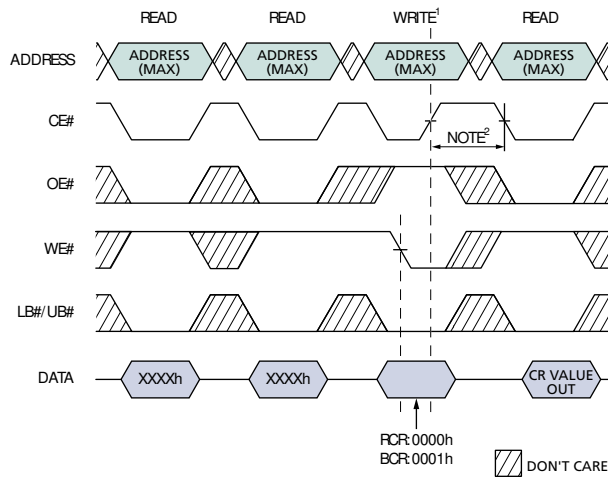 READ READ WRITE¹ READ
ADDRESS ADDRESS (MAX) ADDRESS (MAX) ADDRESS (MAX) ADDRESS (MAX)
CE#
NOTE²
OE#
WE#
LB#/UB#
DATA XXXXh XXXXh CR VALUE OUT
RCR: 0000h
BCR: 0001h
DON'T CARE